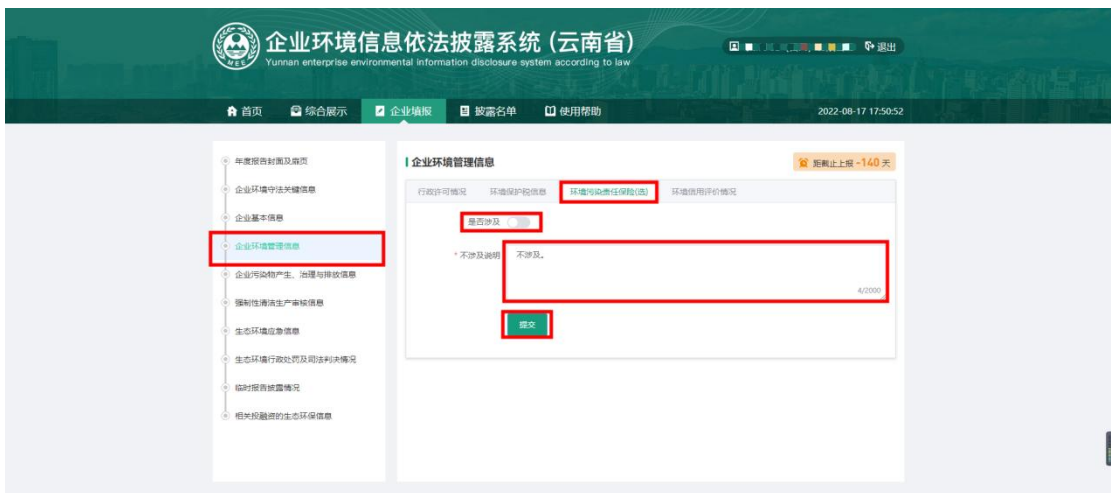 企业环境信息依法披露系统 (云南省)
Yunnan enterprise environmental information disclosure system according to law
退出
首页 综合展示 企业填报 披露名单 使用帮助 2022-08-17 17:50:52
年度报告封面及扉页
企业环境守法关键信息
企业基本信息
企业环境管理信息
企业污染物产生、治理与排放信息
强制性清洁生产审核信息
生态环境应急信息
生态环境行政处罚及司法判决情况
临时报告披露情况
相关投融资的生态环保信息
企业环境管理信息 距截止上报 -140 天
行政许可情况 环境保护税信息 环境污染责任保险(选) 环境信用评价情况
是否涉及
* 不涉及说明 不涉及。
4/2000
提交